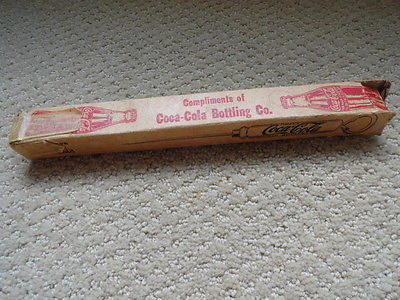 Compliments of
Coca-Cola Bottling Co.
Coca-Cola